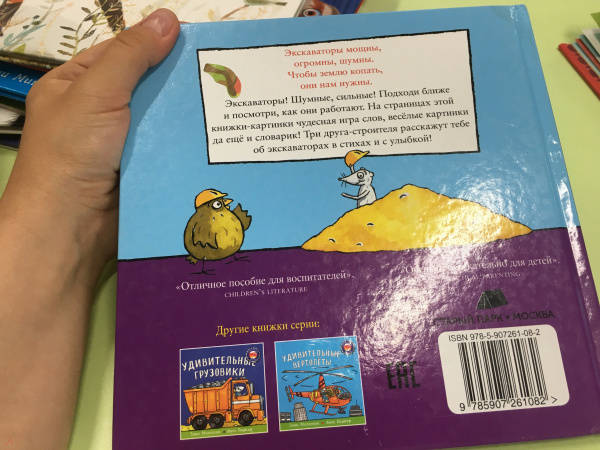 Экскаваторы мощны,
огромны, шумны.
Чтобы землю копать,
они нам нужны.
Экскаваторы! Шумные, сильные! Подходи ближе
и посмотри, как они работают. На страницах этой
книжки-картинки чудесная игра слов, весёлые картинки
да ещё и словарик! Три друга-строителя расскажут тебе
об экскаваторах в стихах и с улыбкой!
«Отличное пособие для воспитателей».
CHILDREN'S LITERATURE
для детей».
PARENTING
Другие книжки серии:
УДИВИТЕЛЬНЫЕ
ГРУЗОВИКИ
УДИВИТЕЛЬНЫЕ
ВЕРТОЛЁТЫ
ПАРК • МОСКВА
ISBN 978-5-907261-08-2
9 785907 261082 >
EAC